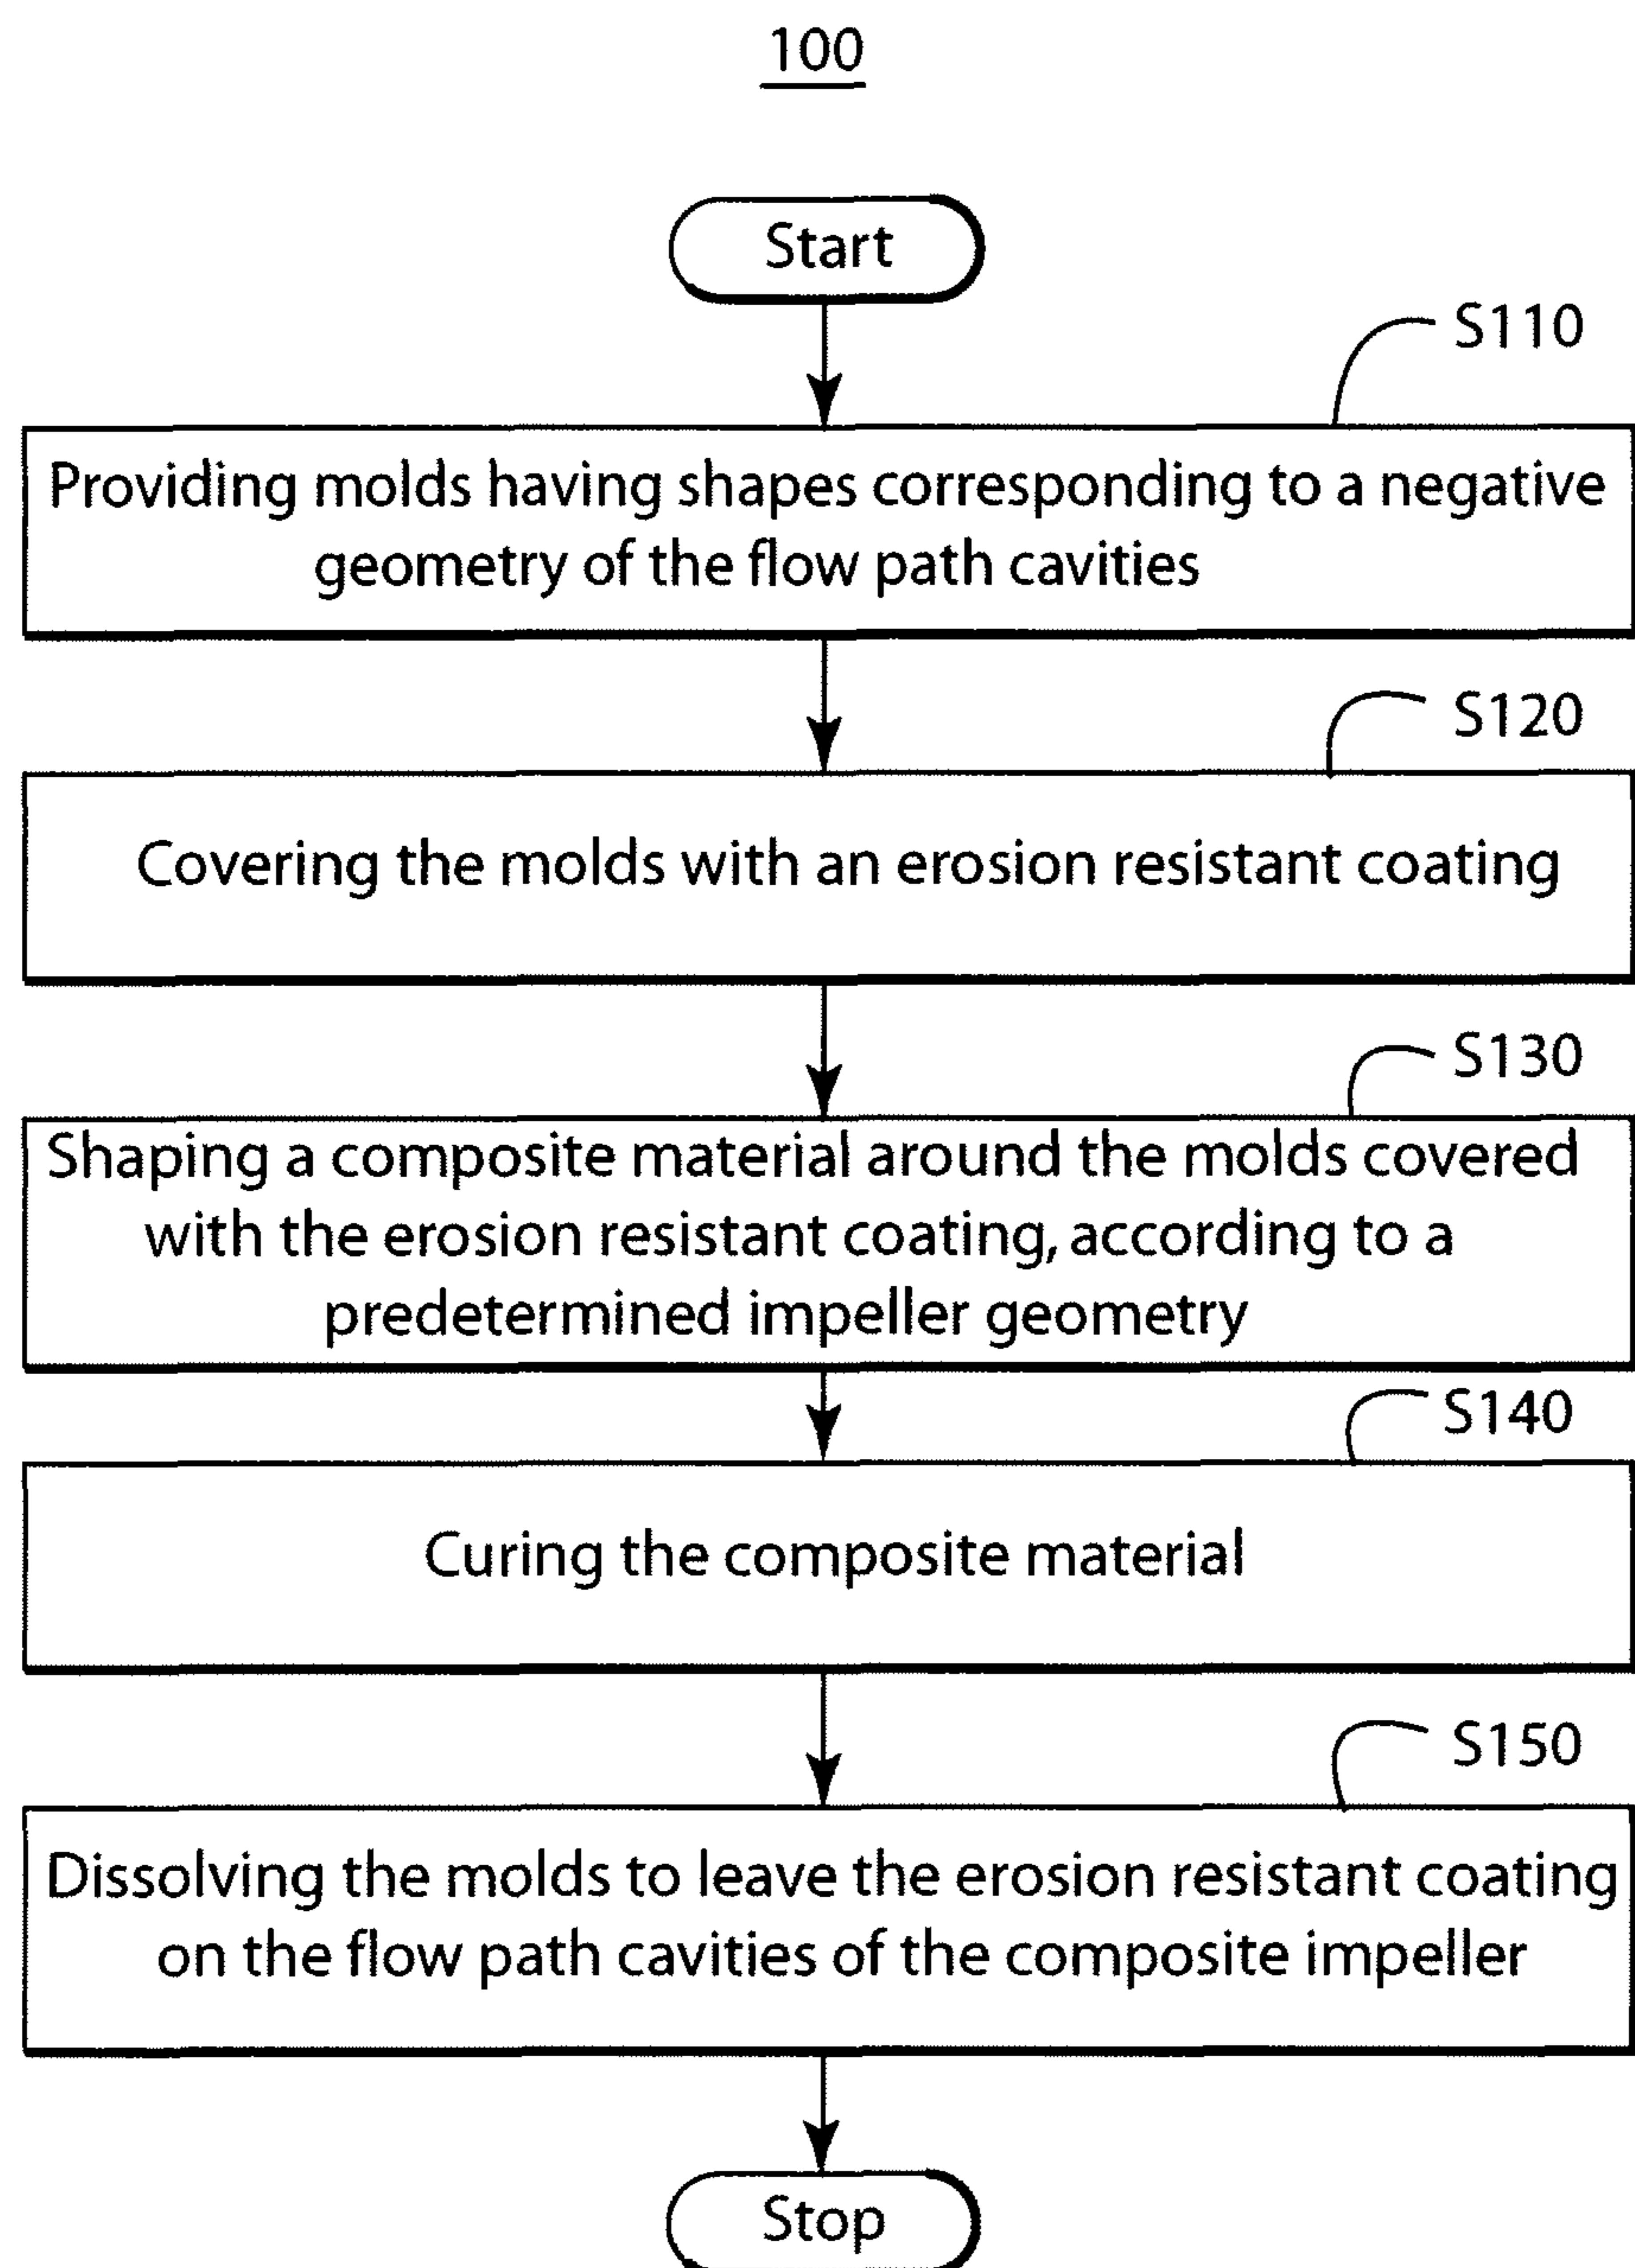 100
Start
S110
Providing molds having shapes corresponding to a negative
geometry of the flow path cavities
S120
Covering the molds with an erosion resistant coating
S130
Shaping a composite material around the molds covered
with the erosion resistant coating, according to a
predetermined impeller geometry
S140
Curing the composite material
S150
Dissolving the molds to leave the erosion resistant coating
on the flow path cavities of the composite impeller
Stop